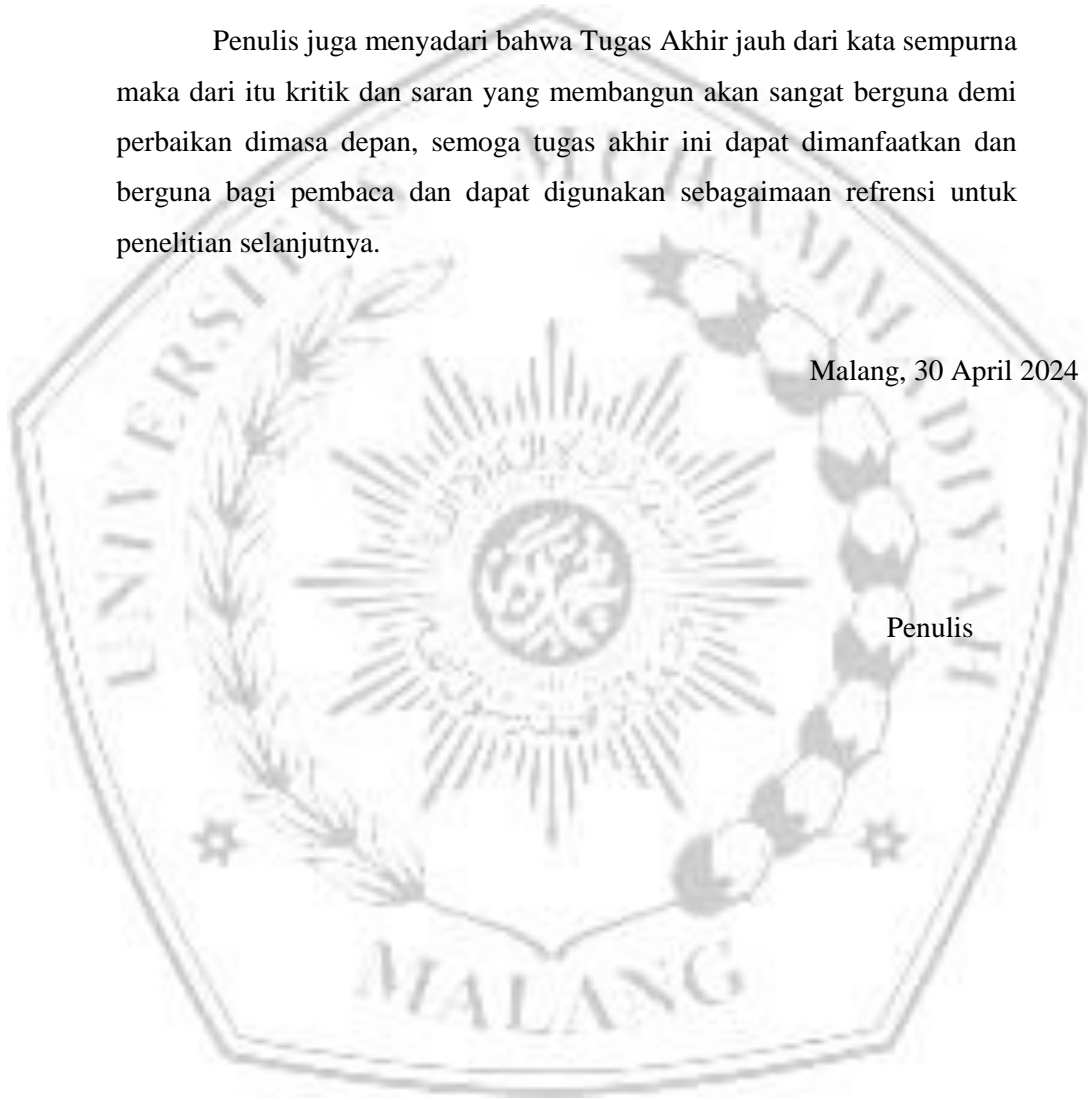 Penulis juga menyadari bahwa Tugas Akhir jauh dari kata sempurna
maka dari itu kritik dan saran yang membangun akan sangat berguna demi
perbaikan dimasa depan, semoga tugas akhir ini dapat dimanfaatkan dan
berguna bagi pembaca dan dapat digunakan sebagaimaan refrensi untuk
penelitian selanjutnya.
Malang, 30 April 2024
Penulis
UNIVERSITAS MUHAMMADIYAH
MALANG